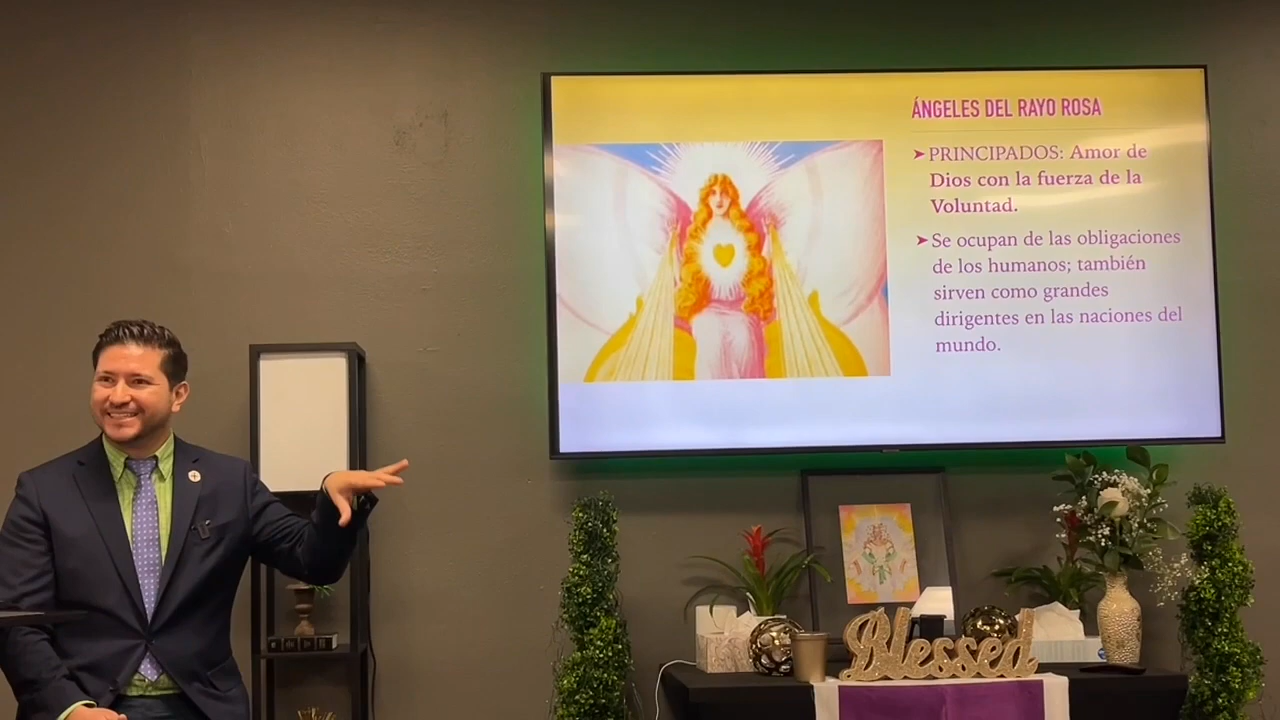 ÁNGELES DEL RAYO ROSA
➤PRINCIPADOS: Amor de
Dios con la fuerza de la
Voluntad.
➤Se ocupan de las obligaciones
de los humanos; también
sirven como grandes
dirigentes en las naciones del
mundo.
Blessed